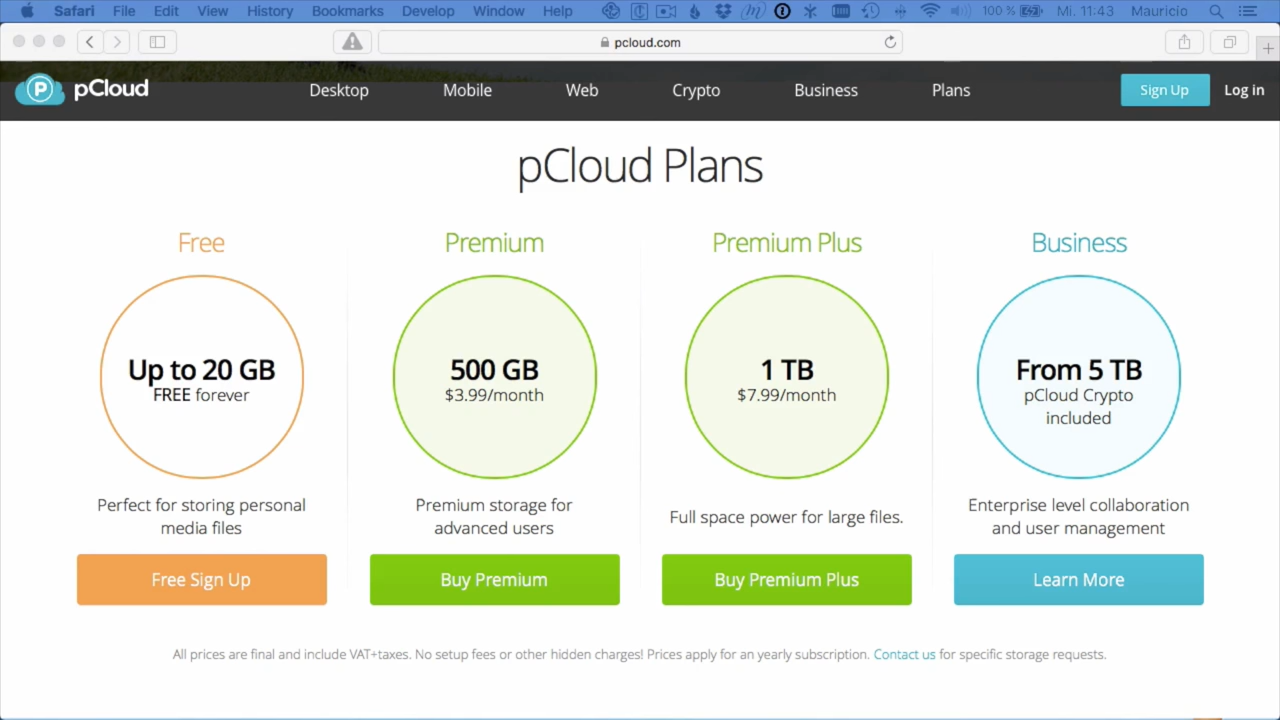 Safari File Edit View History Bookmarks Develop Window Help 100 % Mi. 11:43 Mauricio
pcloud.com
P pCloud Desktop Mobile Web Crypto Business Plans Sign Up Log in
pCloud Plans
Free Premium Premium Plus Business
Up to 20 GB 500 GB 1 TB From 5 TB
FREE forever $3.99/month $7.99/month pCloud Crypto
included
Perfect for storing personal
media files
Premium storage for
advanced users
Full space power for large files.
Enterprise level collaboration
and user management
Free Sign Up Buy Premium Buy Premium Plus Learn More
All prices are final and include VAT+taxes. No setup fees or other hidden charges! Prices apply for an yearly subscription. Contact us for specific storage requests.